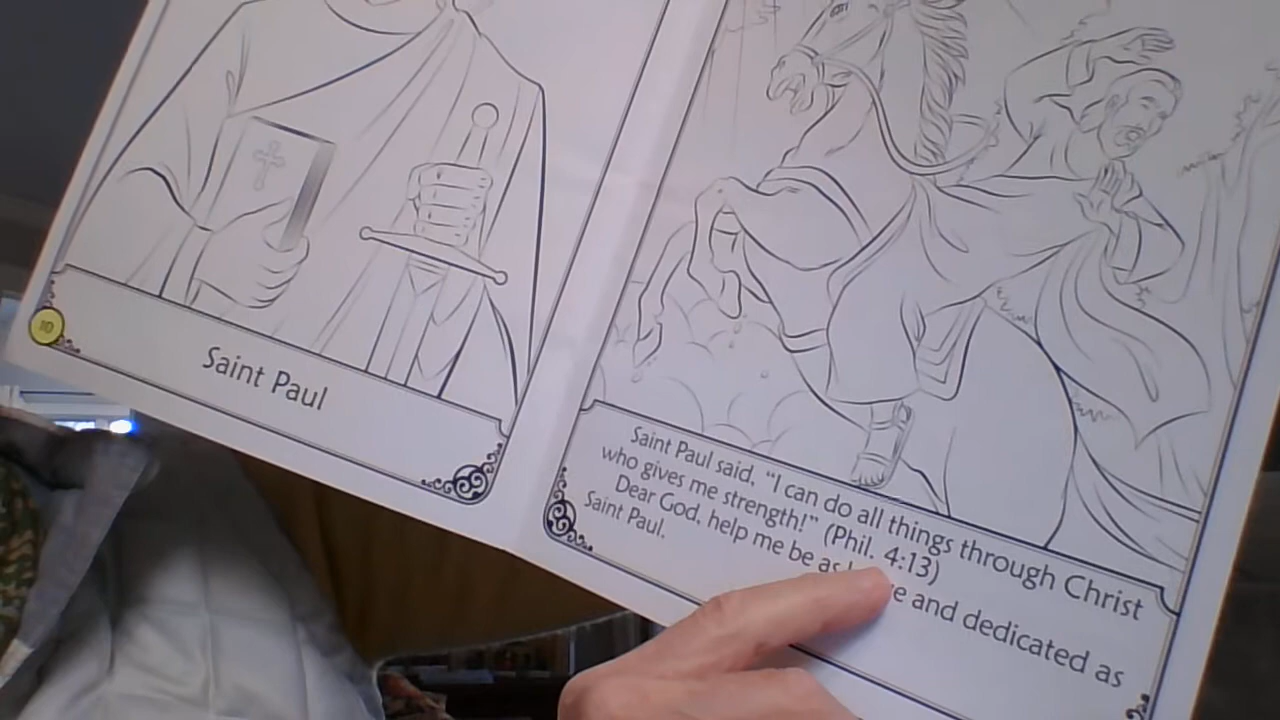 10
Saint Paul
Saint Paul said, "I can do all things through Christ
who gives me strength!" (Phil. 4:13)
Dear God, help me be as and dedicated as
Saint Paul.